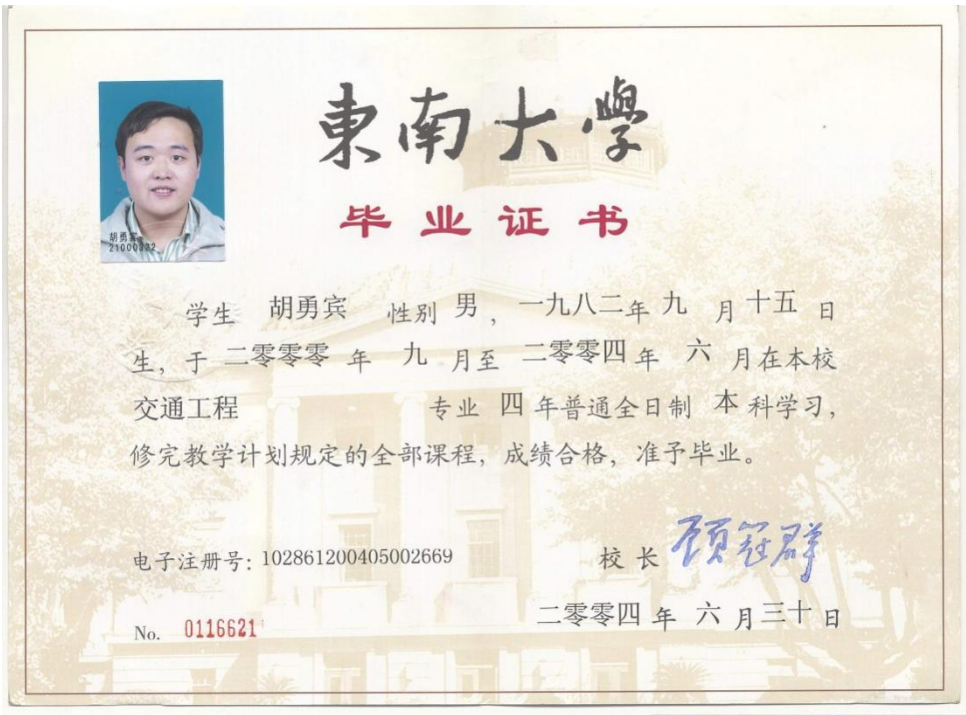 東南大學
毕业证书
胡勇宾
21000322
学生 胡勇宾 性别 男, 一九八二年 九 月 十五 日
生, 于 二零零零 年 九 月至 二零零四 年 六 月在本校
交通工程 专业 四 年普通全日制 本 科学习,
修完教学计划规定的全部课程, 成绩合格, 准予毕业。
电子注册号: 102861200405002669
校长 顾冠群
No. 0116621
二零零四 年 六 月三十 日